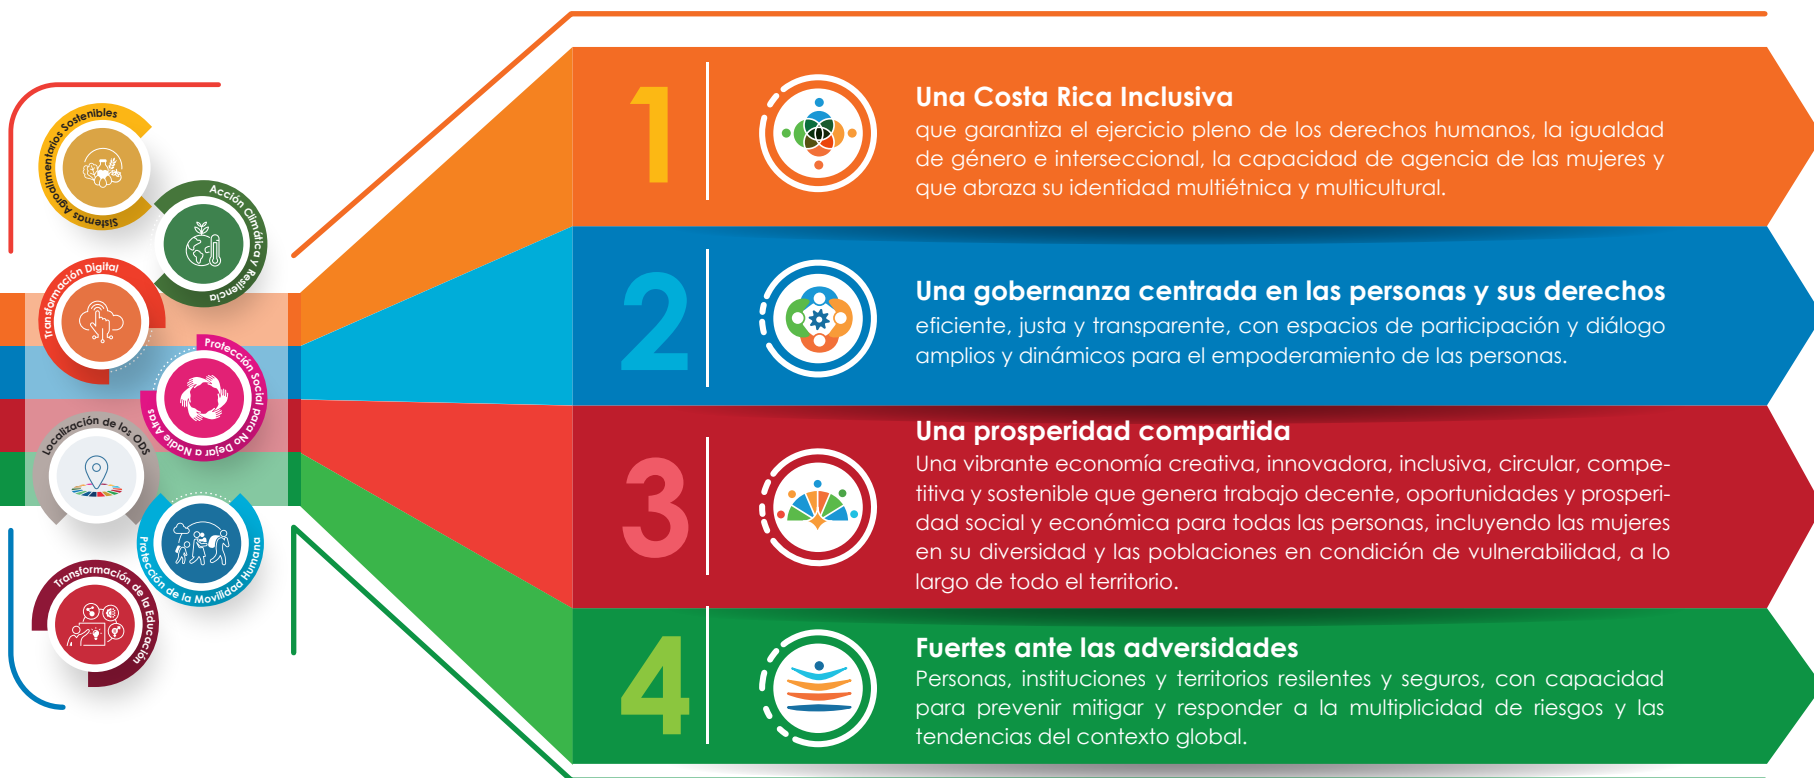 Sistemas Agroalimentarios Sostenibles
Acción Climática y Resiliencia
Transformación Digital
Protección Social para No Dejar a Nadie Atras
Localización de los ODS
Protección de la Movilidad Humana
Transformación de la Educación
1
Una Costa Rica Inclusiva
que garantiza el ejercicio pleno de los derechos humanos, la igualdad
de género e interseccional, la capacidad de agencia de las mujeres y
que abraza su identidad multiétnica y multicultural.
2
Una gobernanza centrada en las personas y sus derechos
eficiente, justa y transparente, con espacios de participación y diálogo
amplios y dinámicos para el empoderamiento de las personas.
3
Una prosperidad compartida
Una vibrante economía creativa, innovadora, inclusiva, circular, compe-
titiva y sostenible que genera trabajo decente, oportunidades y prosperi-
dad social y económica para todas las personas, incluyendo las mujeres
en su diversidad y las poblaciones en condición de vulnerabilidad, a lo
largo de todo el territorio.
4
Fuertes ante las adversidades
Personas, instituciones y territorios resilentes y seguros, con capacidad
para prevenir mitigar y responder a la multiplicidad de riesgos y las
tendencias del contexto global.